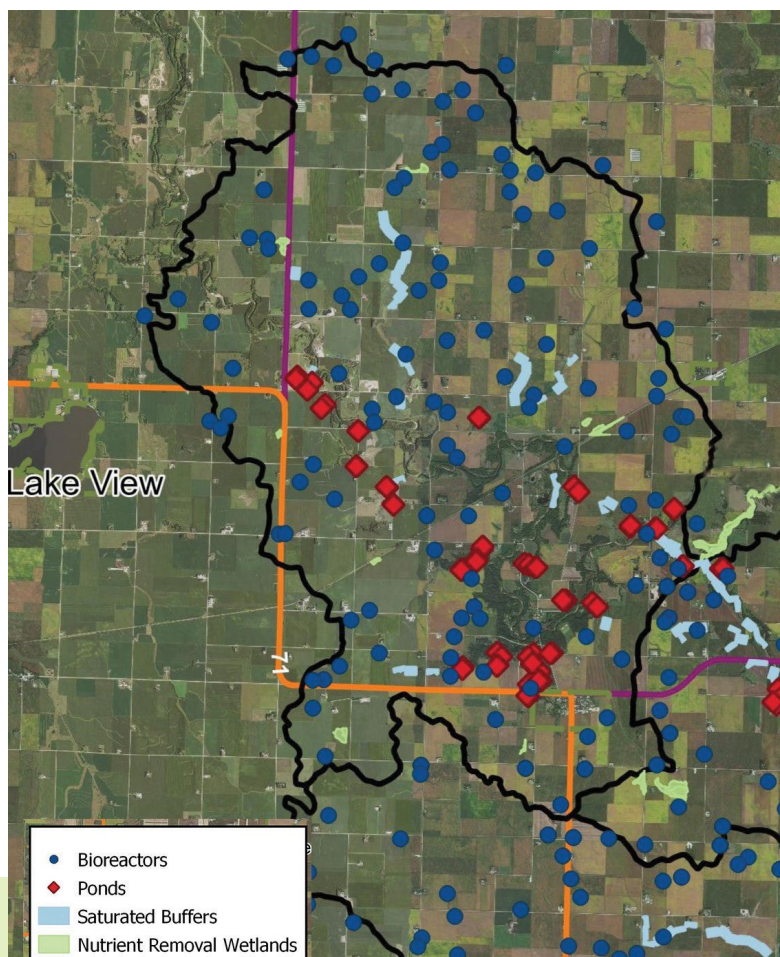 Lake View
71
Bioreactors
Ponds
Saturated Buffers
Nutrient Removal Wetlands